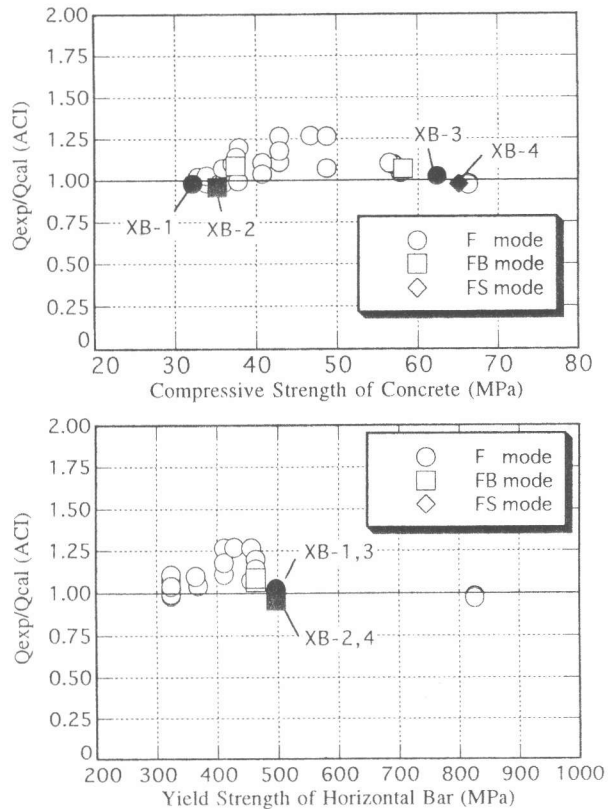 2.00
1.75
1.50
1.25
1.00
0.75
0.50
0.25
0
Qexp/Qcal (ACI)
XB-1
XB-2
XB-3
XB-4
F mode
FB mode
FS mode
20 30 40 50 60 70 80
Compressive Strength of Concrete (MPa)
2.00
1.75
1.50
1.25
1.00
0.75
0.50
0.25
0
Qexp/Qcal (ACI)
F mode
FB mode
FS mode
XB-1,3
XB-2,4
200 300 400 500 600 700 800 900 1000
Yield Strength of Horizontal Bar (MPa)